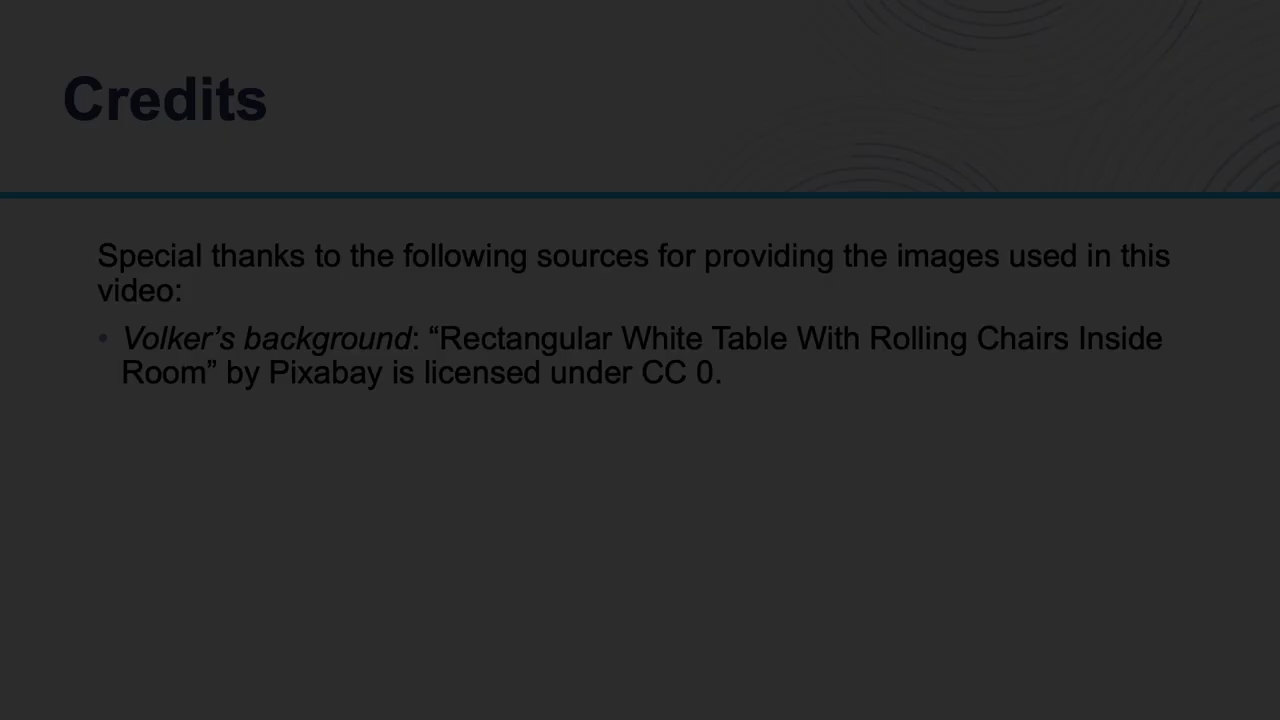 Credits
Special thanks to the following sources for providing the images used in this
video:
• Volker’s background: “Rectangular White Table With Rolling Chairs Inside
Room” by Pixabay is licensed under CC 0.